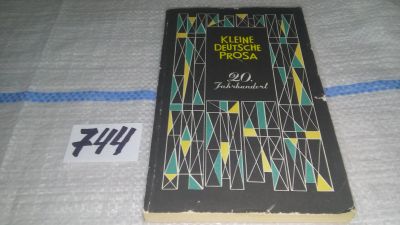 KLEINE
DEUTSCHE
PROSA
20.
Jahrhundert
744